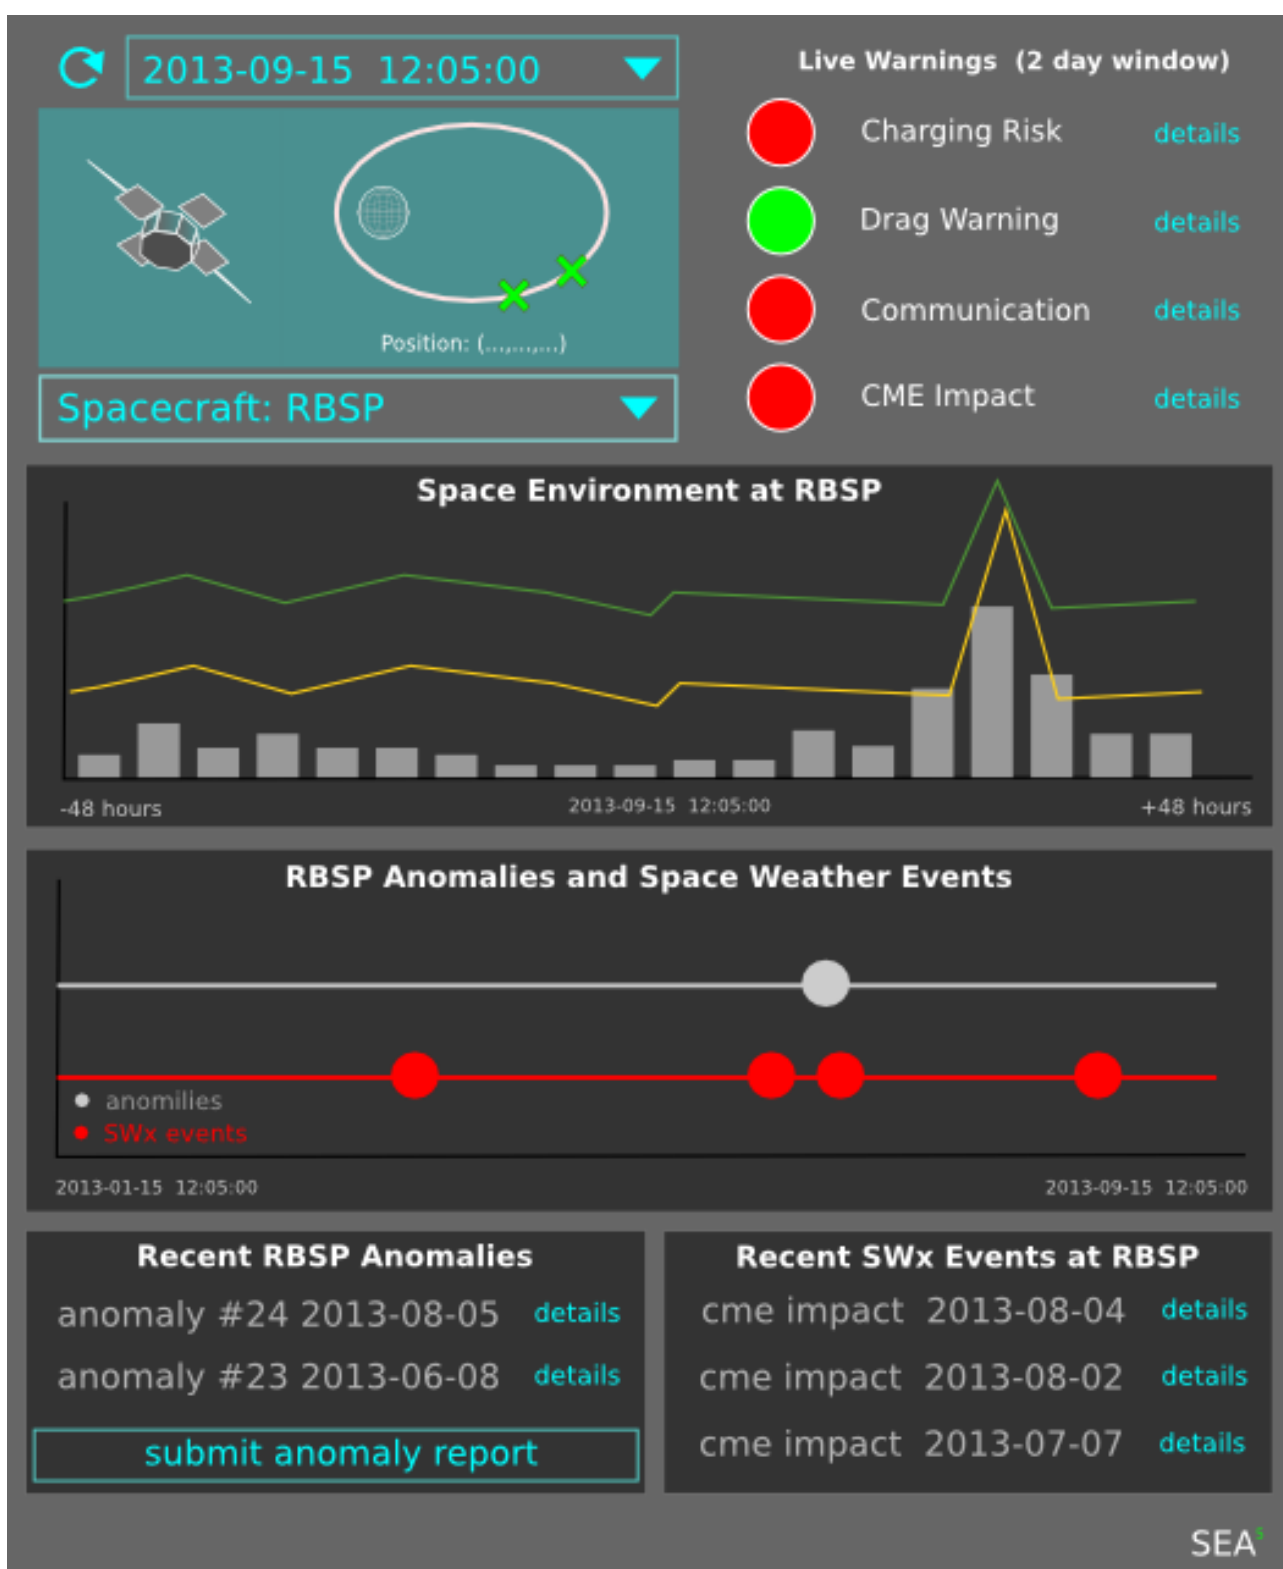 2013-09-15 12:05:00
Position: (...,...,...)
Spacecraft: RBSP
Live Warnings (2 day window)
Charging Risk details
Drag Warning details
Communication details
CME Impact details
Space Environment at RBSP
-48 hours 2013-09-15 12:05:00 +48 hours
RBSP Anomalies and Space Weather Events
anomilies
SWx events
2013-01-15 12:05:00 2013-09-15 12:05:00
Recent RBSP Anomalies
anomaly #24 2013-08-05 details
anomaly #23 2013-06-08 details
submit anomaly report
Recent SWx Events at RBSP
cme impact 2013-08-04 details
cme impact 2013-08-02 details
cme impact 2013-07-07 details
SEA⁵